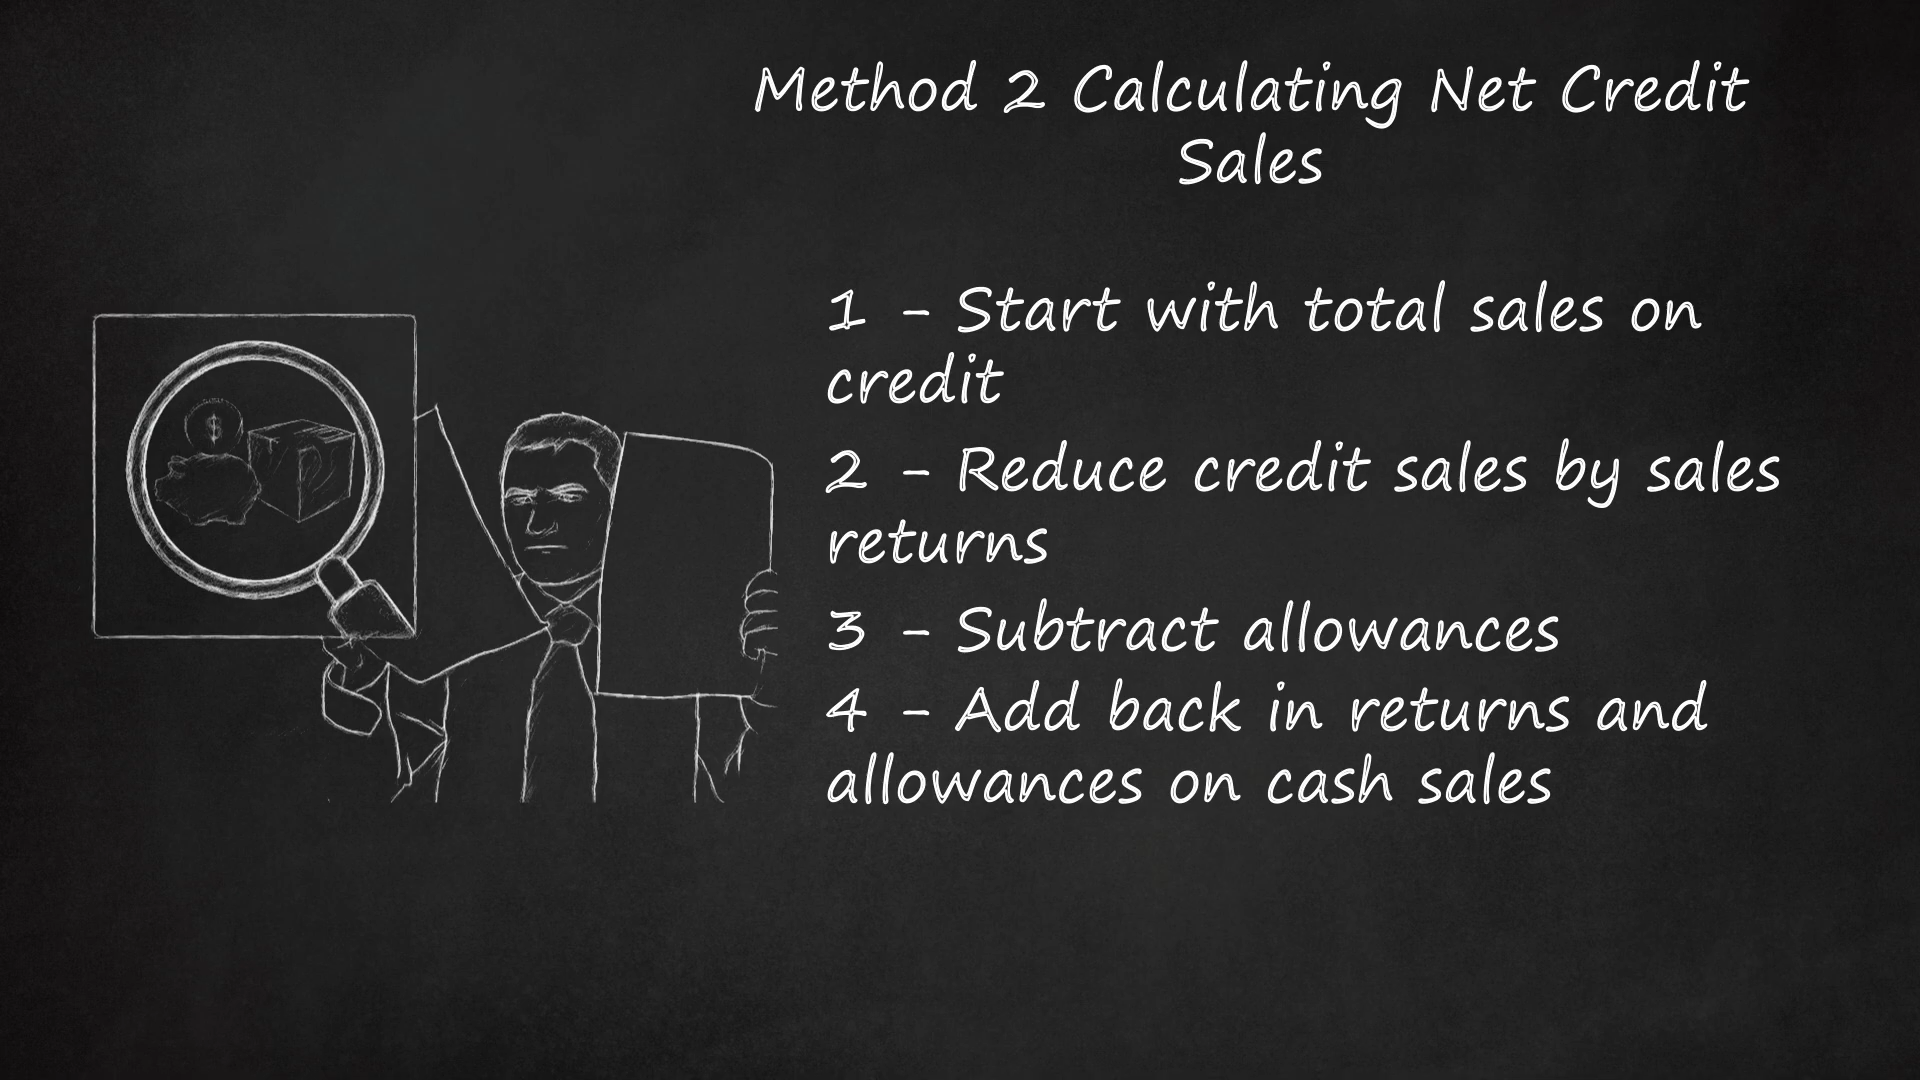 Method 2 Calculating Net Credit
Sales
1 - Start with total sales on
credit
2 - Reduce credit sales by sales
returns
3 - Subtract allowances
4 - Add back in returns and
allowances on cash sales
$